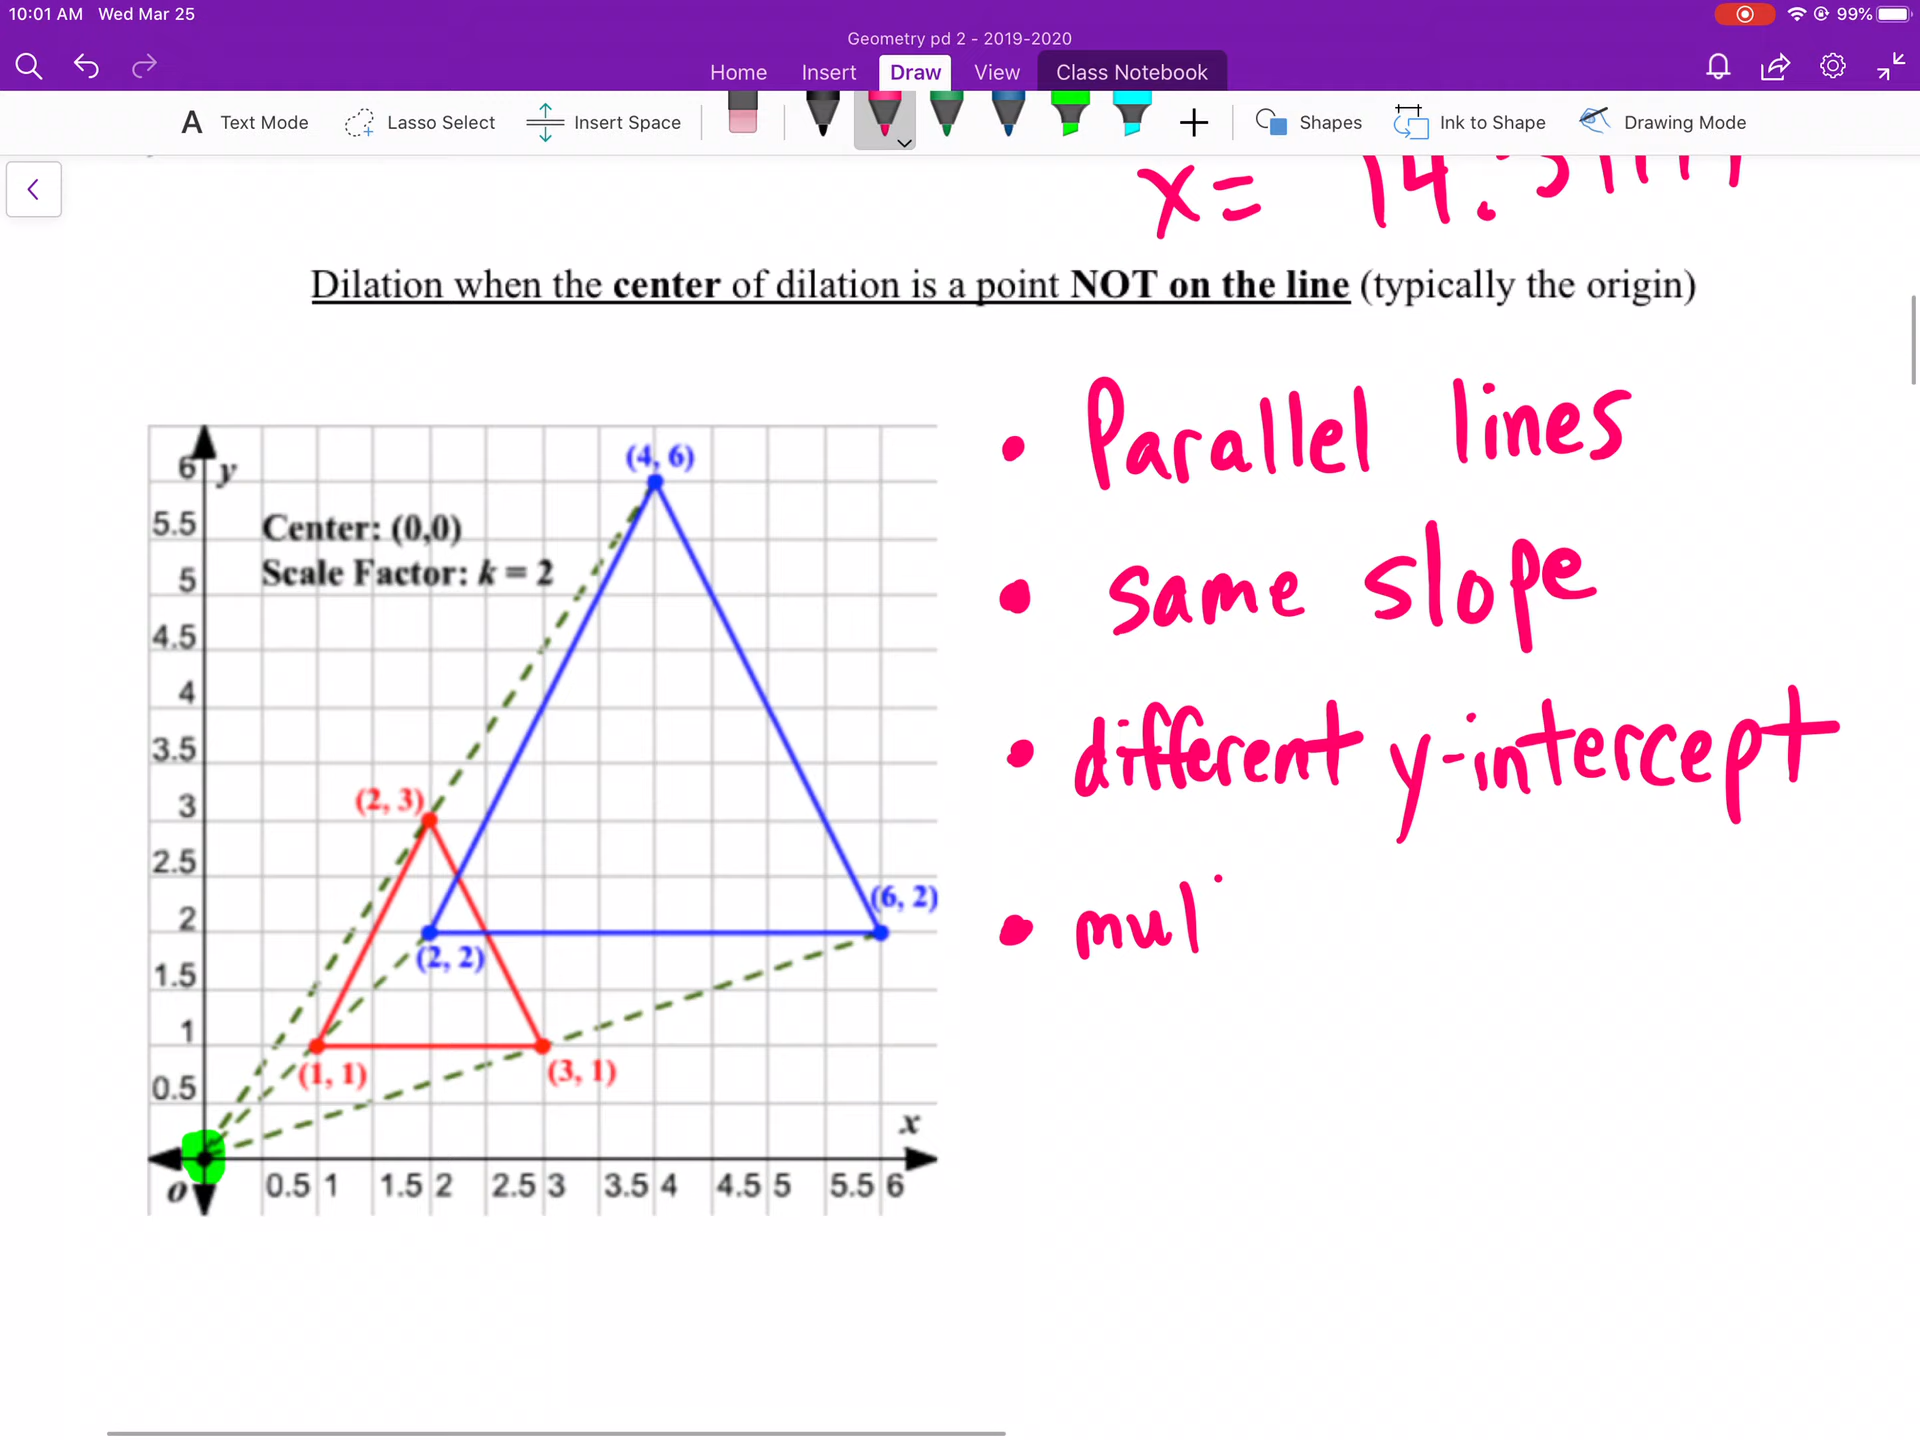 10:01 AM Wed Mar 25
99%
Geometry pd 2 - 2019-2020
Home Insert Draw View Class Notebook
A Text Mode Lasso Select Insert Space Shapes Ink to Shape Drawing Mode
x=
Dilation when the center of dilation is a point NOT on the line (typically the origin)
• Parallel lines
• same slope
• different y-intercept
• mul
y
6
5.5
5
4.5
4
3.5
3
2.5
2
1.5
1
0.5
Center: (0,0)
Scale Factor: k = 2
(4, 6)
(2, 3)
(6, 2)
(2, 2)
(1, 1)
(3, 1)
x
o
0.5 1 1.5 2 2.5 3 3.5 4 4.5 5 5.5 6